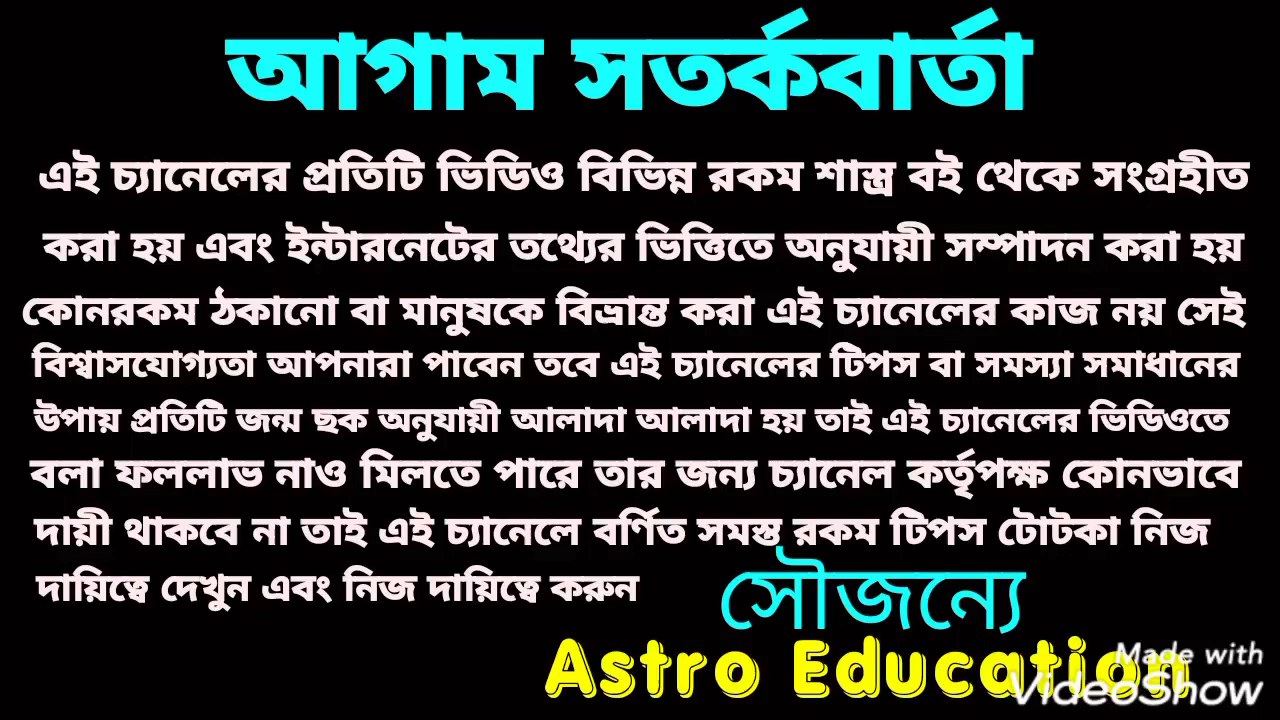 আগাম সতর্কবার্তা
এই চ্যানেলের প্রতিটি ভিডিও বিভিন্ন রকম শাস্ত্র বই থেকে সংগ্রহীত
করা হয় এবং ইন্টারনেটের তথ্যের ভিত্তিতে অনুযায়ী সম্পাদন করা হয়
কোনরকম ঠকানো বা মানুষকে বিভ্রান্ত করা এই চ্যানেলের কাজ নয় সেই
বিশ্বাসযোগ্যতা আপনারা পাবেন তবে এই চ্যানেলের টিপস বা সমস্যা সমাধানের
উপায় প্রতিটি জন্ম ছক অনুযায়ী আলাদা আলাদা হয় তাই এই চ্যানেলের ভিডিওতে
বলা ফললাভ নাও মিলতে পারে তার জন্য চ্যানেল কর্তৃপক্ষ কোনভাবে
দায়ী থাকবে না তাই এই চ্যানেলে বর্ণিত সমস্ত রকম টিপস টোটকা নিজ
দায়িত্বে দেখুন এবং নিজ দায়িত্বে করুন
সৌজন্যে
Astro Education
Made with
VideoShow